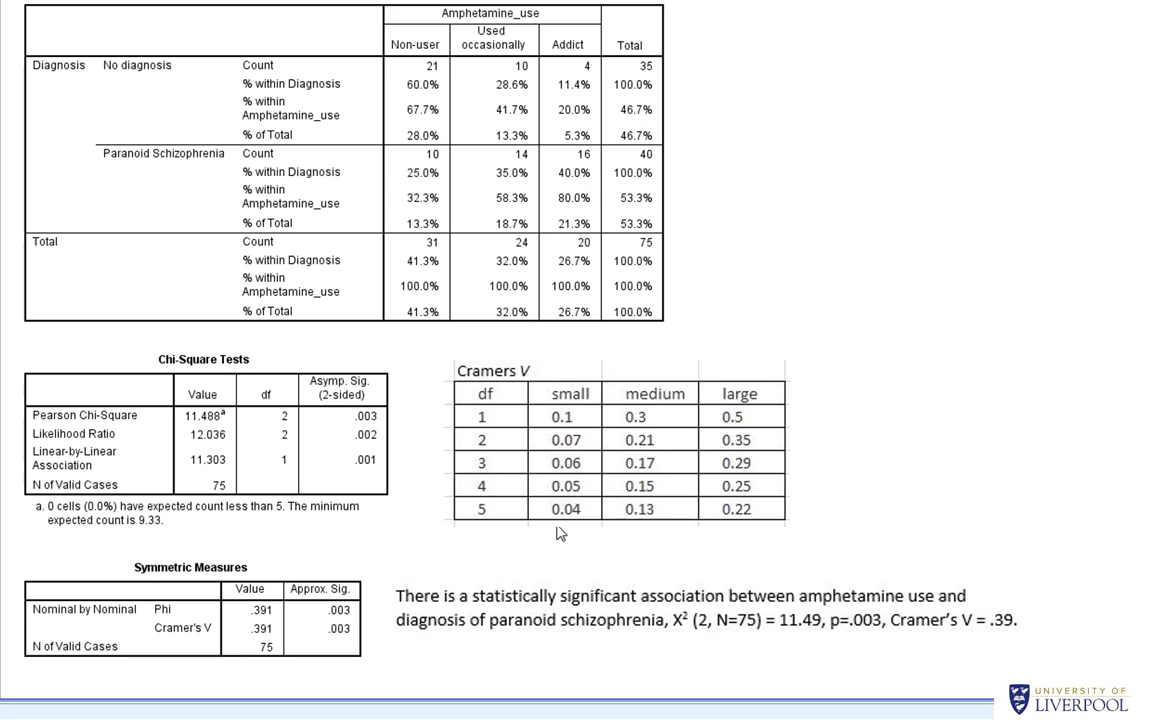 Amphetamine_use
Non-user Used occasionally Addict Total
Diagnosis No diagnosis Count 21 10 4 35
% within Diagnosis 60.0% 28.6% 11.4% 100.0%
% within Amphetamine_use 67.7% 41.7% 20.0% 46.7%
% of Total 28.0% 13.3% 5.3% 46.7%
Paranoid Schizophrenia Count 10 14 16 40
% within Diagnosis 25.0% 35.0% 40.0% 100.0%
% within Amphetamine_use 32.3% 58.3% 80.0% 53.3%
% of Total 13.3% 18.7% 21.3% 53.3%
Total Count 31 24 20 75
% within Diagnosis 41.3% 32.0% 26.7% 100.0%
% within Amphetamine_use 100.0% 100.0% 100.0% 100.0%
% of Total 41.3% 32.0% 26.7% 100.0%
Chi-Square Tests
Value df Asymp. Sig. (2-sided)
Pearson Chi-Square 11.488a 2 .003
Likelihood Ratio 12.036 2 .002
Linear-by-Linear Association 11.303 1 .001
N of Valid Cases 75
a. 0 cells (0.0%) have expected count less than 5. The minimum
expected count is 9.33.
Cramers V
df small medium large
1 0.1 0.3 0.5
2 0.07 0.21 0.35
3 0.06 0.17 0.29
4 0.05 0.15 0.25
5 0.04 0.13 0.22
Symmetric Measures
Value Approx. Sig.
Nominal by Nominal Phi .391 .003
Cramer's V .391 .003
N of Valid Cases 75
There is a statistically significant association between amphetamine use and
diagnosis of paranoid schizophrenia, X² (2, N=75) = 11.49, p=.003, Cramer's V = .39.
UNIVERSITY OF
LIVERPOOL